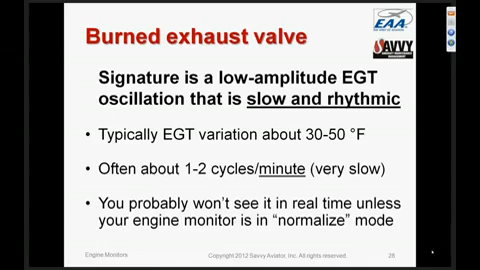 Burned exhaust valve
EAA
SAVVY
Signature is a low-amplitude EGT
oscillation that is slow and rhythmic
• Typically EGT variation about 30-50 °F
• Often about 1-2 cycles/minute (very slow)
• You probably won't see it in real time unless
your engine monitor is in “normalize” mode
Engine Monitors
Copyright 2012 Savvy Aviator, Inc. All rights reserved.
28